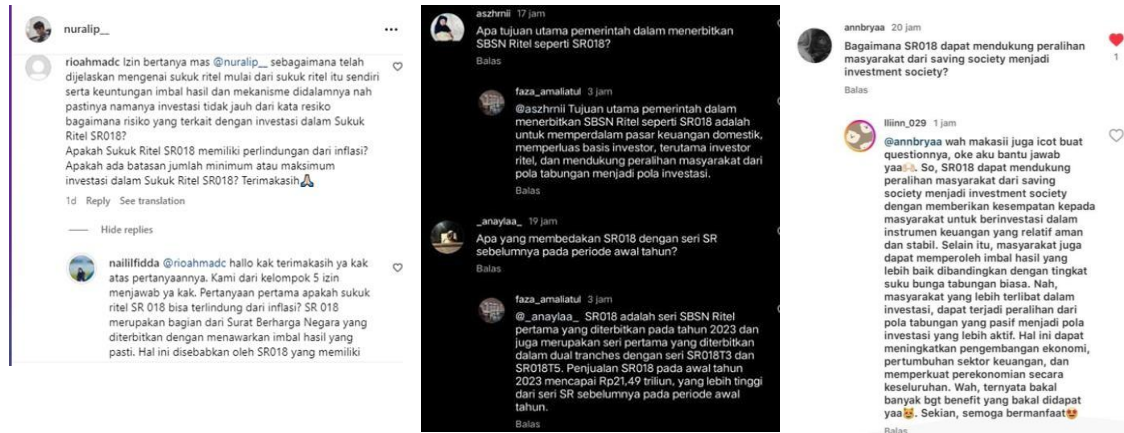 nuralip__
rioahmadc Izin bertanya mas @nuralip__ sebagaimana telah
dijelaskan mengenai sukuk ritel mulai dari sukuk ritel itu sendiri
serta keuntungan imbal hasil dan mekanisme didalamnya nah
pastinya namanya investasi tidak jauh dari kata resiko
bagaimana risiko yang terkait dengan investasi dalam Sukuk
Ritel SR018?
Apakah Sukuk Ritel SR018 memiliki perlindungan dari inflasi?
Apakah ada batasan jumlah minimum atau maksimum
investasi dalam Sukuk Ritel SR018? Terimakasih🙏
1d Reply See translation
Hide replies
naililfidda @rioahmadc hallo kak terimakasih ya kak
atas pertanyaannya. Kami dari kelompok 5 izin
menjawab ya kak. Pertanyaan pertama apakah sukuk
ritel SR 018 bisa terlindung dari inflasi? SR 018
merupakan bagian dari Surat Berharga Negara yang
diterbitkan dengan menawarkan imbal hasil yang
pasti. Hal ini disebabkan oleh SR018 yang memiliki
aszhrnii 17 jam
Apa tujuan utama pemerintah dalam menerbitkan
SBSN Ritel seperti SR018?
Balas
faza_amaliatul 3 jam
@aszhrnii Tujuan utama pemerintah dalam
menerbitkan SBSN Ritel seperti SR018 adalah
untuk memperdalam pasar keuangan domestik,
memperluas basis investor, terutama investor
ritel, dan mendukung peralihan masyarakat dari
pola tabungan menjadi pola investasi.
Balas
_anaylaa_ 19 jam
Apa yang membedakan SR018 dengan seri SR
sebelumnya pada periode awal tahun?
Balas
faza_amaliatul 3 jam
@_anaylaa_ SR018 adalah seri SBSN Ritel
pertama yang diterbitkan pada tahun 2023 dan
juga merupakan seri pertama yang diterbitkan
dalam dual tranches dengan seri SR018T3 dan
SR018T5. Penjualan SR018 pada awal tahun
2023 mencapai Rp21,49 triliun, yang lebih tinggi
dari seri SR sebelumnya pada periode awal
tahun.
Balas
annbryaa 20 jam
Bagaimana SR018 dapat mendukung peralihan
masyarakat dari saving society menjadi
investment society?
1
Balas
lliinn_029 1 jam
@annbryaa wah makasii juga icot buat
questionnya, oke aku bantu jawab
yaa🙌🏻. So, SR018 dapat mendukung
peralihan masyarakat dari saving
society menjadi investment society
dengan memberikan kesempatan kepada
masyarakat untuk berinvestasi dalam
instrumen keuangan yang relatif aman
dan stabil. Selain itu, masyarakat juga
dapat memperoleh imbal hasil yang
lebih baik dibandingkan dengan tingkat
suku bunga tabungan biasa. Nah,
masyarakat yang lebih terlibat dalam
investasi, dapat terjadi peralihan dari
pola tabungan yang pasif menjadi pola
investasi yang lebih aktif. Hal ini dapat
meningkatkan pengembangan ekonomi,
pertumbuhan sektor keuangan, dan
memperkuat perekonomian secara
keseluruhan. Wah, ternyata bakal
banyak bgt benefit yang bakal didapat
yaa😸. Sekian, semoga bermanfaat😍
Balas